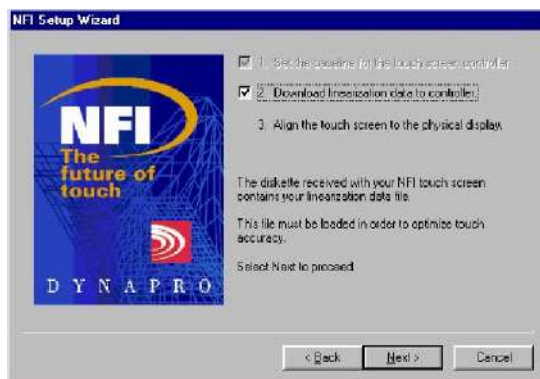 NFI Setup Wizard
NFI
The
future of
touch
DYNAPRO
1. Set the baseline for the touch screen controller.
2. Download linearization data to controller.
3. Align the touch screen to the physical display.
The diskette received with your NFI touch screen
contains your linearization data file.
This file must be loaded in order to optimize touch
accuracy.
Select Next to proceed.
< Back
Next >
Cancel